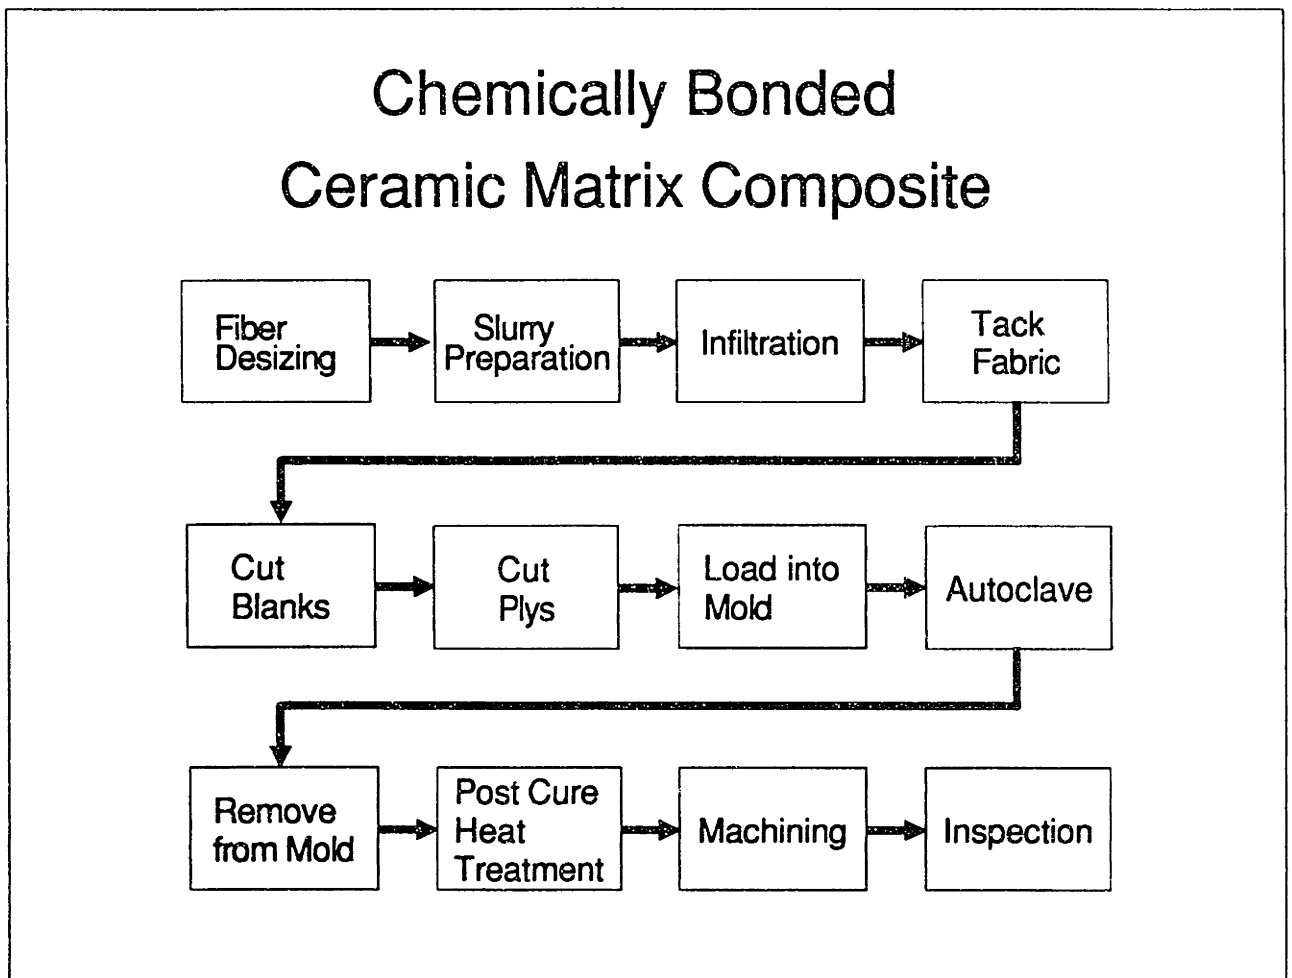 Chemically Bonded
Ceramic Matrix Composite
Fiber
Desizing
Slurry
Preparation
Infiltration
Tack
Fabric
Cut
Blanks
Cut
Plys
Load into
Mold
Autoclave
Remove
from Mold
Post Cure
Heat
Treatment
Machining
Inspection